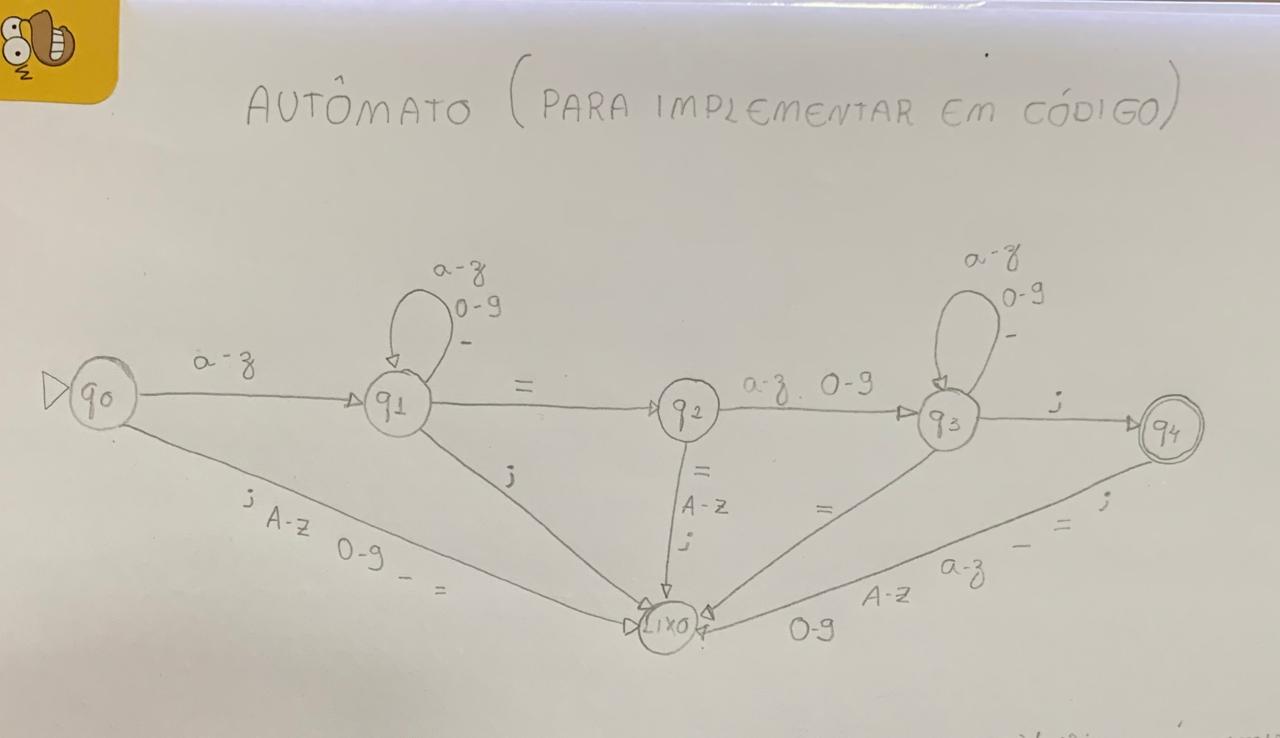 AUTÔMATO (PARA IMPLEMENTAR EM CÓDIGO)
a-z
0-9
-
a-z
0-9
-
a-z
=
a-z. 0-9
;
q0
q1
q2
q3
q4
;
=
A-Z
;
=
; A-Z 0-9 - =
0-9 A-Z a-z - = ;
LIXO